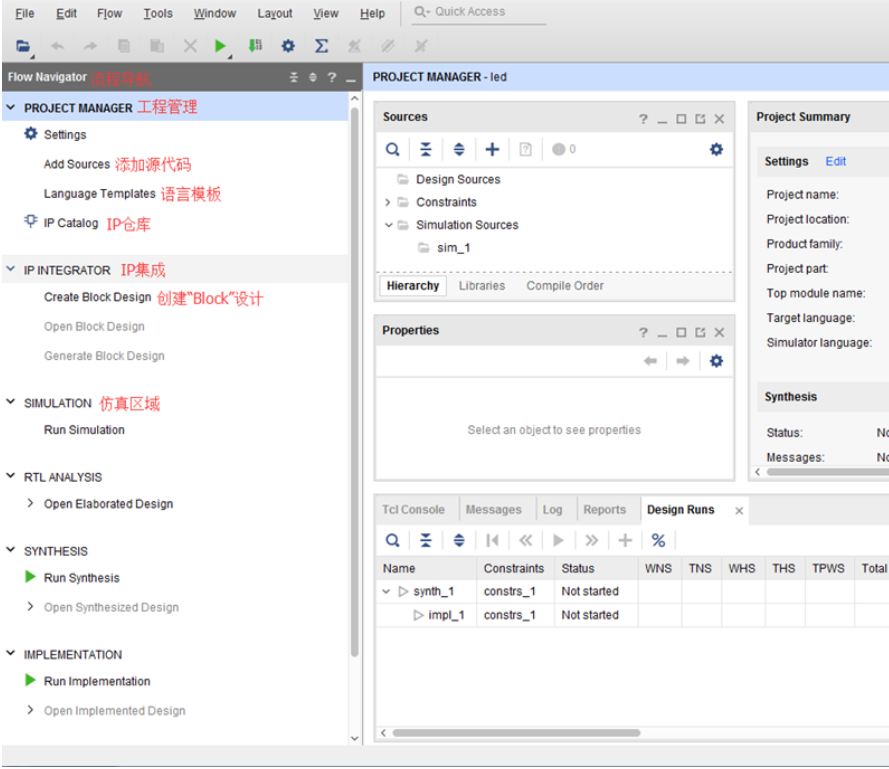 File Edit Flow Tools Window Layout View Help Quick Access
Flow Navigator 流程导航
PROJECT MANAGER 工程管理
Settings
Add Sources 添加源代码
Language Templates 语言模板
IP Catalog IP仓库
IP INTEGRATOR IP集成
Create Block Design 创建“Block”设计
Open Block Design
Generate Block Design
SIMULATION 仿真区域
Run Simulation
RTL ANALYSIS
Open Elaborated Design
SYNTHESIS
Run Synthesis
Open Synthesized Design
IMPLEMENTATION
Run Implementation
Open Implemented Design
PROJECT MANAGER - led
Sources
0
Design Sources
Constraints
Simulation Sources
sim_1
Hierarchy Libraries Compile Order
Properties
Select an object to see properties
Project Summary
Settings Edit
Project name:
Project location:
Product family:
Project part:
Top module name:
Target language:
Simulator language:
Synthesis
Status:
Messages:
Tcl Console Messages Log Reports Design Runs
Name Constraints Status WNS TNS WHS THS TPWS Total
synth_1 constrs_1 Not started
impl_1 constrs_1 Not started